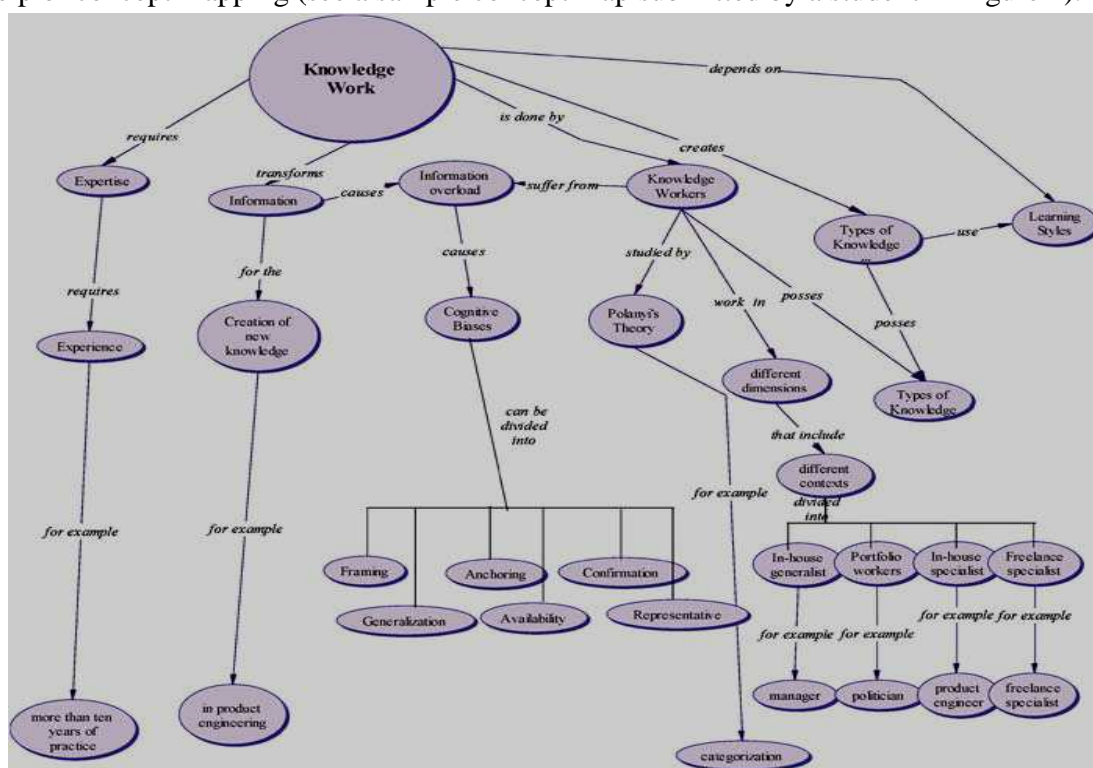 Knowledge
Work
depends on
is done by
requires
creates
transforms
Expertise
Information
causes
Information
overload
suffer from
Knowledge
Workers
Types of
Knowledge
use
Learning
Styles
for the
causes
studied by
requires
work in
posses
posses
Experience
Creation of
new
knowledge
Cognitive
Biases
Polanyi's
Theory
different
dimensions
Types of
Knowledge
can be
divided
into
that include
different
contexts
for example
for example
for example
divided
into
Framing
Anchoring
Confirmation
Generalization
Availability
Representative
In-house
generalist
Portfolio
workers
In-house
specialist
Freelance
specialist
for example
for example
for example
for example
manager
politician
product
engineer
freelance
specialist
more than ten
years of
practice
in product
engineering
categorization